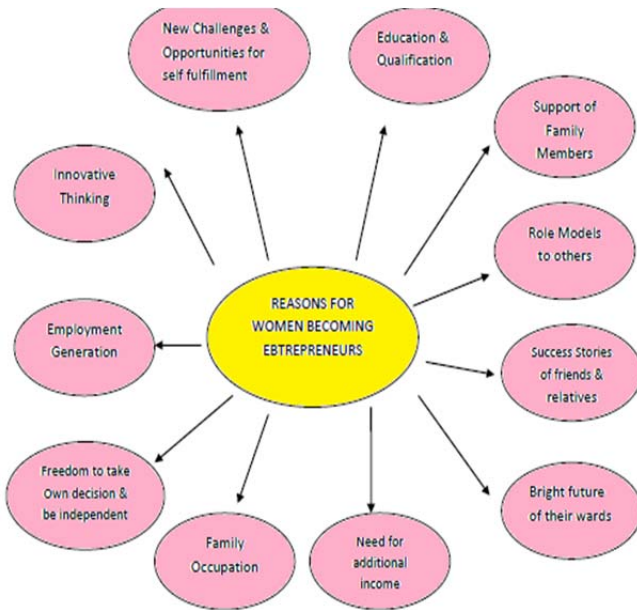 New Challenges &
Opportunities for
self fulfillment
Education &
Qualification
Support of
Family
Members
Innovative
Thinking
Role Models
to others
REASONS FOR
WOMEN BECOMING
EBTREPRENEURS
Employment
Generation
Success Stories
of friends &
relatives
Freedom to take
Own decision &
be independent
Bright future
of their wards
Family
Occupation
Need for
additional
income